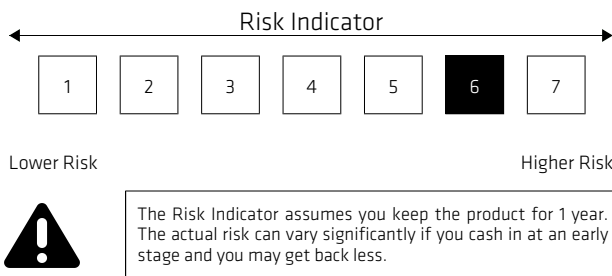 Risk Indicator
1 2 3 4 5 6 7
Lower Risk Higher Risk
The Risk Indicator assumes you keep the product for 1 year.
The actual risk can vary significantly if you cash in at an early
stage and you may get back less.